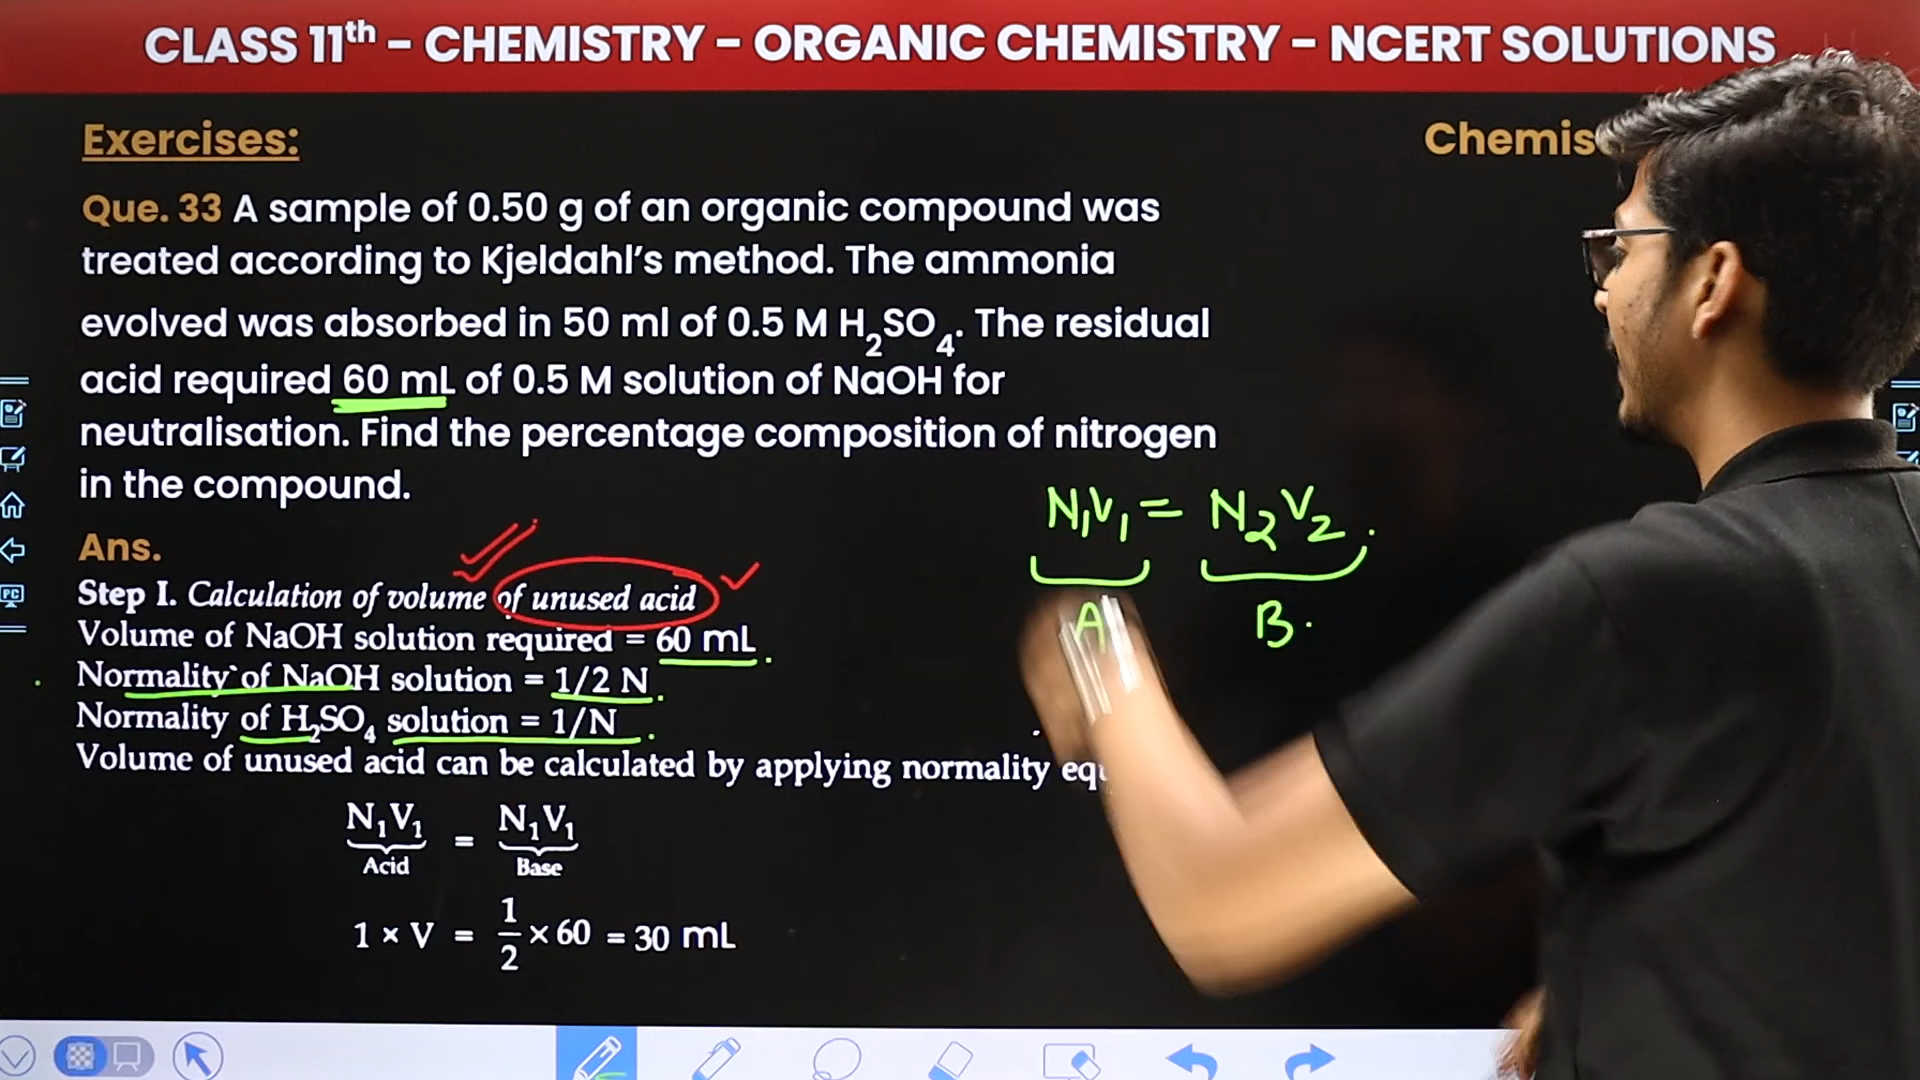 CLASS 11th – CHEMISTRY – ORGANIC CHEMISTRY – NCERT SOLUTIONS
Exercises:
Chemis
Que. 33 A sample of 0.50 g of an organic compound was
treated according to Kjeldahl's method. The ammonia
evolved was absorbed in 50 ml of 0.5 M H₂SO₄. The residual
acid required 60 mL of 0.5 M solution of NaOH for
neutralisation. Find the percentage composition of nitrogen
in the compound.
N₁V₁ = N₂V₂.
A B.
Ans.
Step I. Calculation of volume of unused acid
Volume of NaOH solution required = 60 mL
Normality of NaOH solution = 1/2 N
Normality of H₂SO₄ solution = 1/N
Volume of unused acid can be calculated by applying normality equ
N₁V₁ = N₁V₁
Acid Base
1 × V = 1/2 × 60 = 30 mL
PC